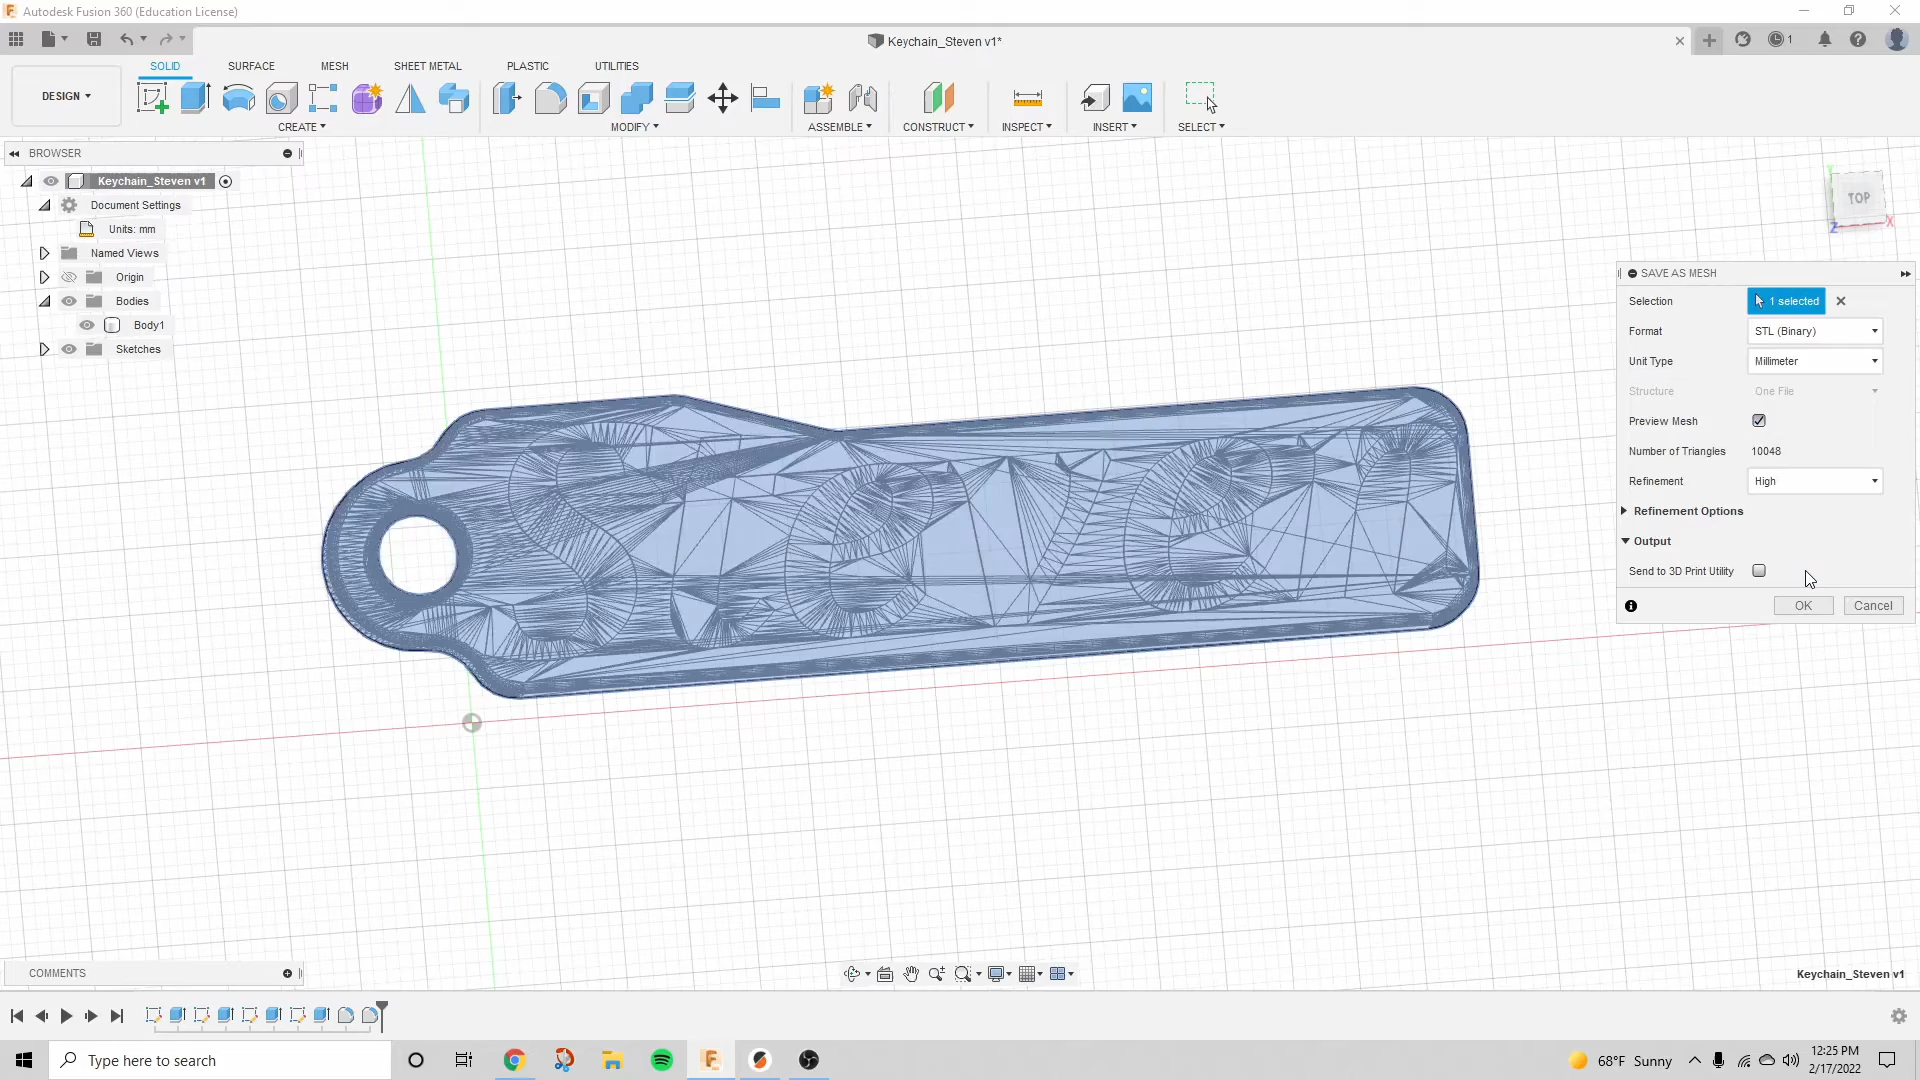 Autodesk Fusion 360 (Education License)
Keychain_Steven v1*
1
DESIGN
SOLID SURFACE MESH SHEET METAL PLASTIC UTILITIES
CREATE MODIFY ASSEMBLE CONSTRUCT INSPECT INSERT SELECT
BROWSER
Keychain_Steven v1
Document Settings
Units: mm
Named Views
Origin
Bodies
Body1
Sketches
TOP
Y
X
Z
SAVE AS MESH
Selection 1 selected
Format STL (Binary)
Unit Type Millimeter
Structure One File
Preview Mesh
Number of Triangles 10048
Refinement High
Refinement Options
Output
Send to 3D Print Utility
OK Cancel
COMMENTS
Keychain_Steven v1
Type here to search
68°F Sunny
12:25 PM
2/17/2022